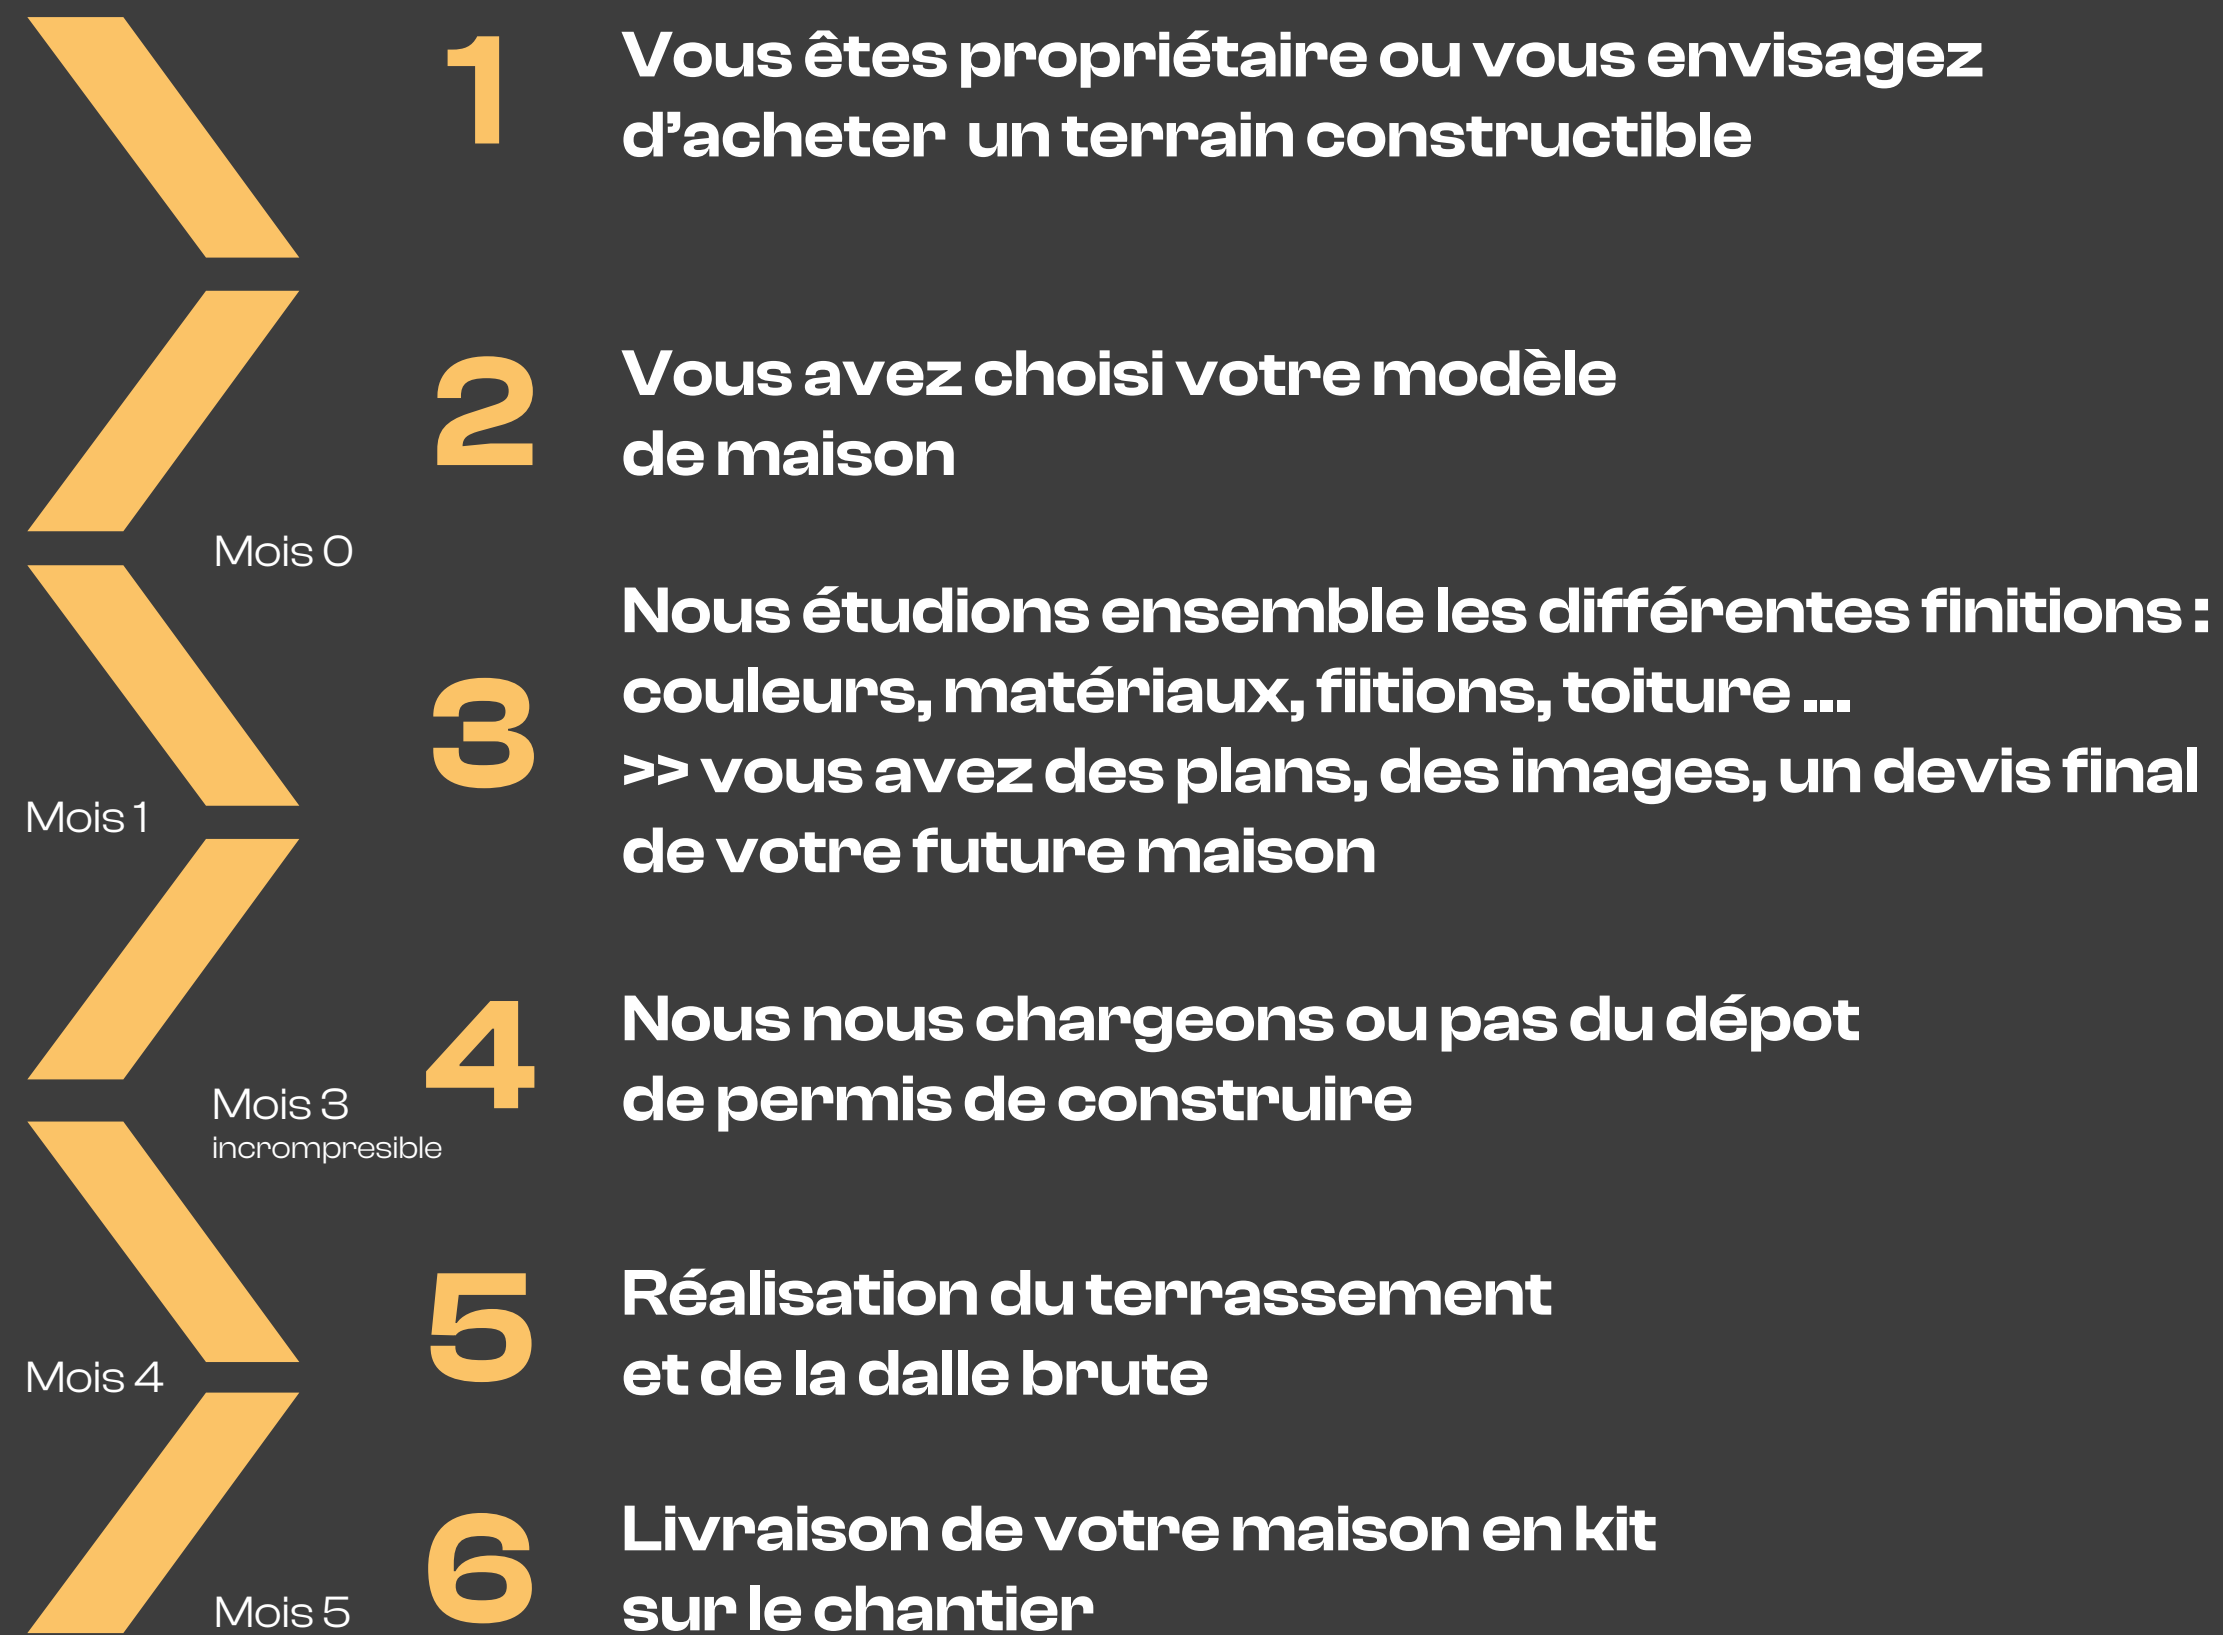 1
Vous êtes propriétaire ou vous envisagez
d’acheter un terrain constructible
2
Vous avez choisi votre modèle
de maison
Mois 0
3
Nous étudions ensemble les différentes finitions :
couleurs, matériaux, fiitions, toiture ...
>> vous avez des plans, des images, un devis final
de votre future maison
Mois 1
4
Nous nous chargeons ou pas du dépot
de permis de construire
Mois 3
incrompresible
5
Réalisation du terrassement
et de la dalle brute
Mois 4
6
Livraison de votre maison en kit
sur le chantier
Mois 5